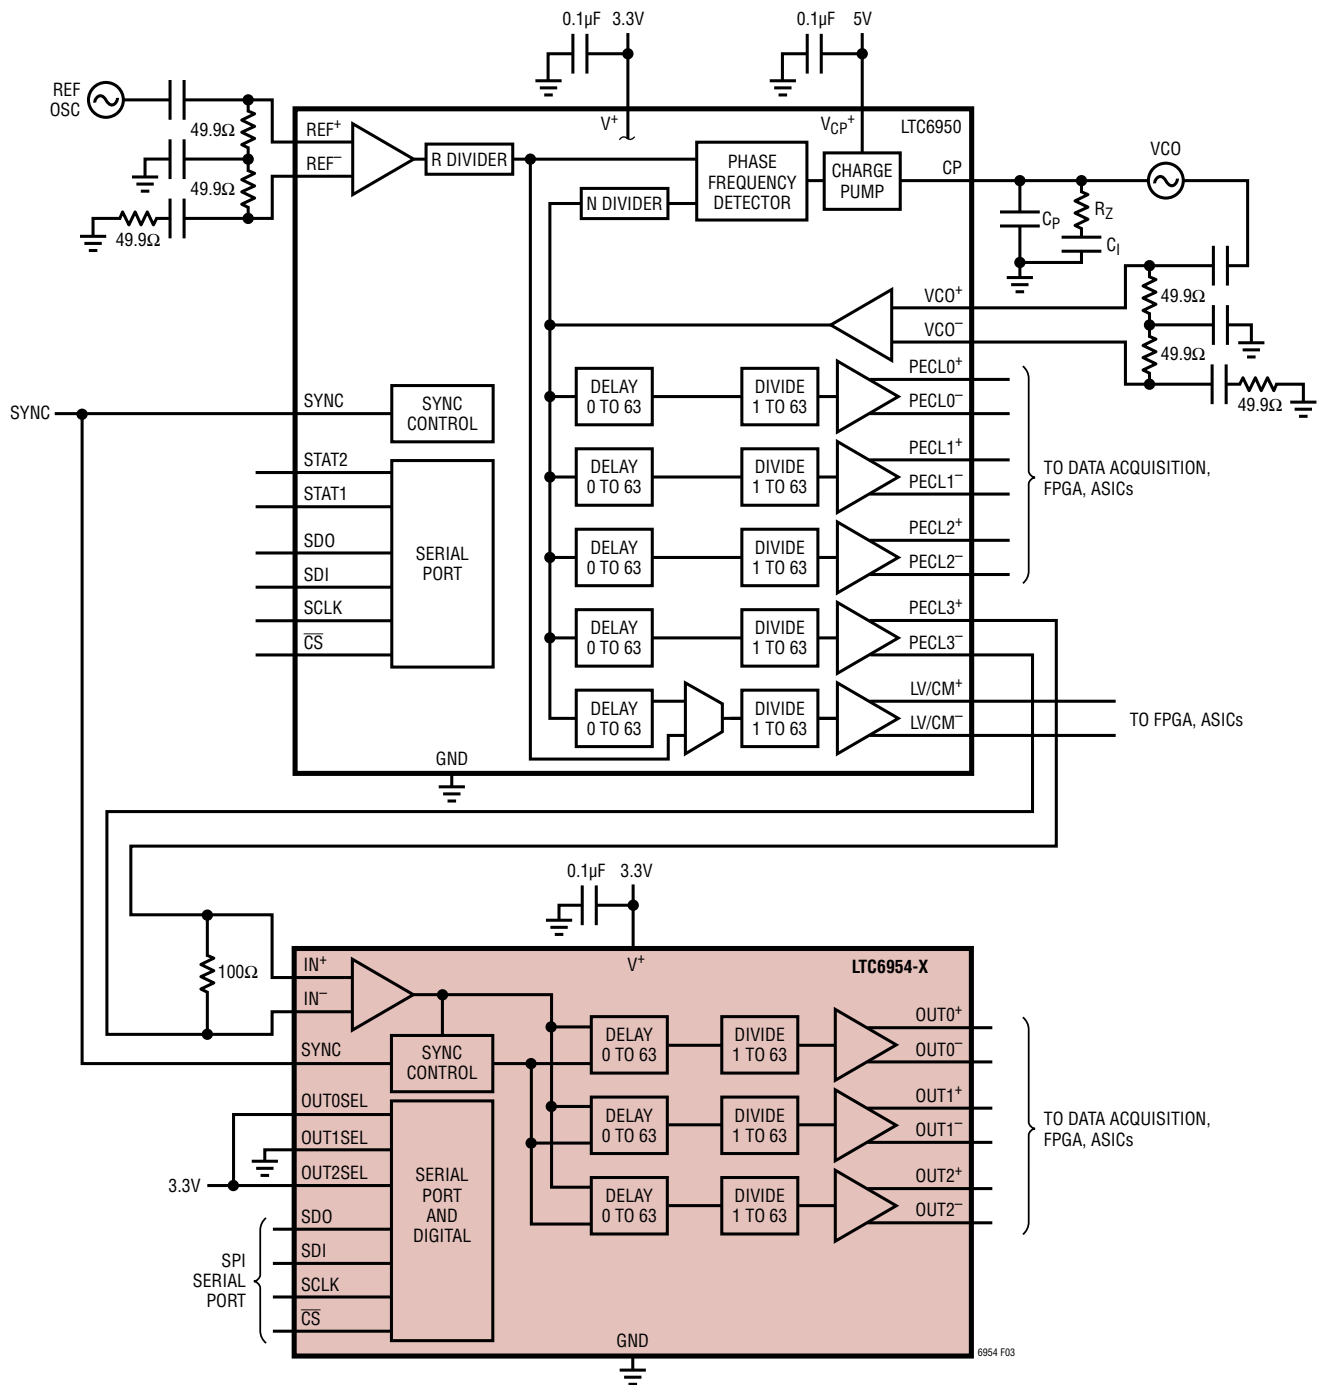 0.1µF 3.3V
0.1µF 5V
REF
OSC
49.9Ω
49.9Ω
49.9Ω
REF+
REF–
V+
VCP+
LTC6950
R DIVIDER
N DIVIDER
PHASE
FREQUENCY
DETECTOR
CHARGE
PUMP
CP
VCO
CP
RZ
CI
VCO+
VCO–
49.9Ω
49.9Ω
49.9Ω
SYNC
SYNC
SYNC
CONTROL
STAT2
STAT1
SDO
SDI
SCLK
CS
SERIAL
PORT
DELAY
0 TO 63
DIVIDE
1 TO 63
PECL0+
PECL0–
DELAY
0 TO 63
DIVIDE
1 TO 63
PECL1+
PECL1–
DELAY
0 TO 63
DIVIDE
1 TO 63
PECL2+
PECL2–
TO DATA ACQUISITION,
FPGA, ASICs
DELAY
0 TO 63
DIVIDE
1 TO 63
PECL3+
PECL3–
DELAY
0 TO 63
DIVIDE
1 TO 63
LV/CM+
LV/CM–
TO FPGA, ASICs
GND
0.1µF 3.3V
100Ω
IN+
IN–
V+
LTC6954-X
SYNC
SYNC
CONTROL
OUT0SEL
OUT1SEL
OUT2SEL
3.3V
SDO
SDI
SCLK
CS
SPI
SERIAL
PORT
SERIAL
PORT
AND
DIGITAL
DELAY
0 TO 63
DIVIDE
1 TO 63
OUT0+
OUT0–
DELAY
0 TO 63
DIVIDE
1 TO 63
OUT1+
OUT1–
DELAY
0 TO 63
DIVIDE
1 TO 63
OUT2+
OUT2–
TO DATA ACQUISITION,
FPGA, ASICs
GND
6954 F03